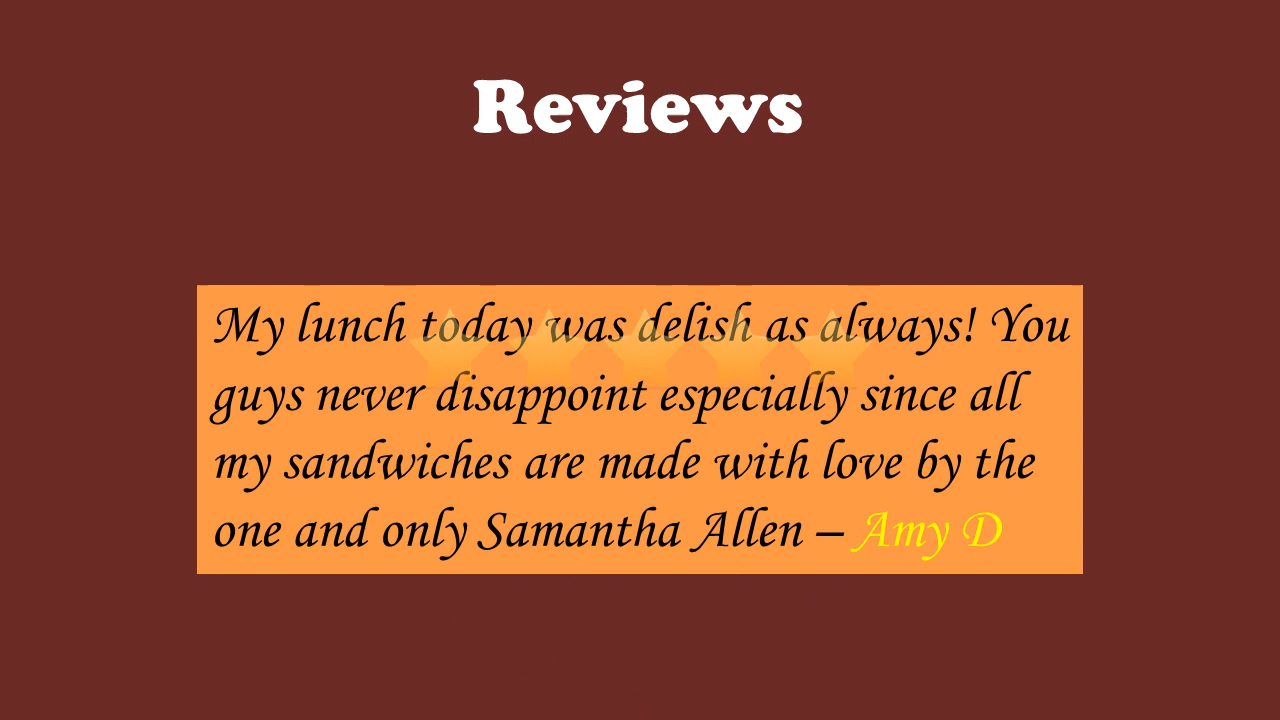 Reviews
My lunch today was delish as always! You
guys never disappoint especially since all
my sandwiches are made with love by the
one and only Samantha Allen – Amy D